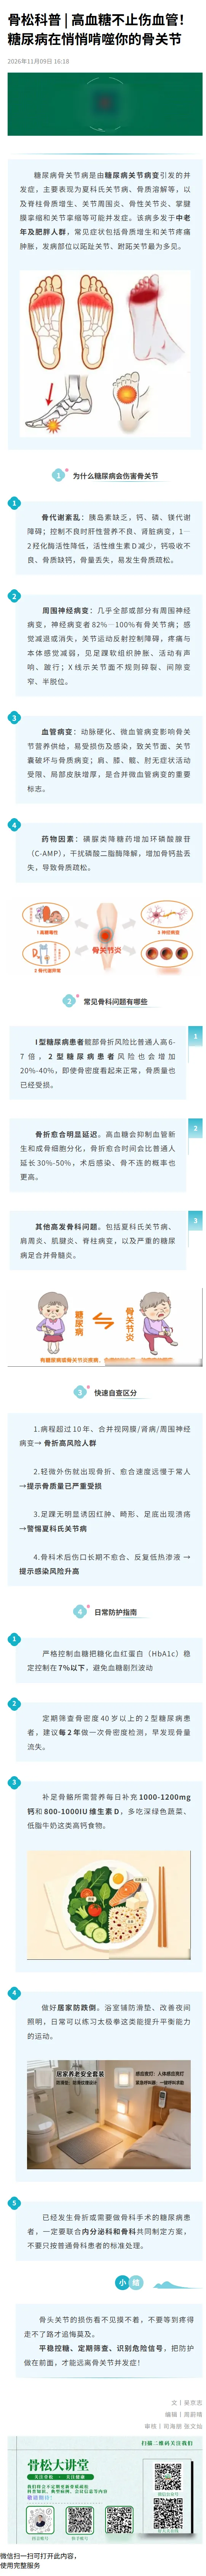 骨松科普 | 高血糖不止伤血管！
糖尿病在悄悄啃噬你的骨关节
2026年11月09日 16:18
糖尿病骨关节病是由糖尿病关节病变引发的并
发症，主要表现为夏科氏关节病、骨质溶解等，以
及脊柱骨质增生、关节周围炎、骨性关节炎、掌腱
膜挛缩和关节挛缩等可能并发症。该病多发于中老
年及肥胖人群，常见症状包括骨质增生和关节疼痛
肿胀，发病部位以跖趾关节、跗跖关节最为多见。
1
为什么糖尿病会伤害骨关节
1
骨代谢紊乱：胰岛素缺乏，钙、磷、镁代谢
障碍；控制不良时肝性营养不良、肾脏病变，1—
2羟化酶活性降低，活性维生素D减少，钙吸收不
良、骨质缺钙，骨量丢失，易发生骨质疏松。
2
周围神经病变：几乎全部或部分有周围神经
病变，神经病变者82%—100%有骨关节病；感
觉减退或消失，关节运动反射控制障碍，疼痛与
本体感觉减弱，见足踝软组织肿胀、活动有声
响、跛行；X线示关节面不规则碎裂、间隙变
窄、半脱位。
3
血管病变：动脉硬化、微血管病变影响骨关
节营养供给，易受损伤及感染，致关节面、关节
囊破坏与骨质病变；肩、膝、髋、肘无症状活动
受限、局部皮肤增厚，是合并微血管病变的重要
标志。
4
药物因素：磺脲类降糖药增加环磷酸腺苷
（C-AMP），干扰磷酸二脂酶降解，增加骨钙盐丢
失，导致骨质疏松。
骨关节炎
2
常见骨科问题有哪些
1
I型糖尿病患者髋部骨折风险比普通人高6-
7倍，2型糖尿病患者风险也会增加
20%-40%，即使骨密度看起来正常，骨质量也
已经受损。
2
骨折愈合明显延迟。高血糖会抑制血管新
生和成骨细胞分化，骨折愈合时间会比普通人
延长30%-50%，术后感染、骨不连的概率也
更高。
3
其他高发骨科问题。包括夏科氏关节病、
肩周炎、肌腱炎、脊柱病变，以及严重的糖尿
病足合并骨髓炎。
糖尿病
骨关节炎
3
快速自查区分
1.病程超过10年、合并视网膜/肾病/周围神经
病变→ 骨折高风险人群
2.轻微外伤就出现骨折、愈合速度远慢于常人
→提示骨质量已严重受损
3.足踝无明显诱因红肿、畸形、足底出现溃疡
→警惕夏科氏关节病
4.骨科术后伤口长期不愈合、反复低热渗液 →
提示感染风险升高
4
日常防护指南
1
严格控制血糖把糖化血红蛋白（HbA1c）稳
定控制在7%以下，避免血糖剧烈波动
2
定期筛查骨密度40岁以上的2型糖尿病患
者，建议每2年做一次骨密度检测，早发现骨量
流失。
3
补足骨骼所需营养每日补充1000-1200mg
钙和800-1000IU维生素D，多吃深绿色蔬菜、
低脂牛奶这类高钙食物。
4
做好居家防跌倒。浴室铺防滑垫、改善夜间
照明，日常可以练习太极拳这类能提升平衡能力
的运动。
居家养老安全套装
5
已经发生骨折或需要做骨科手术的糖尿病患
者，一定要联合内分泌科和骨科共同制定方案，
不要只按普通骨科患者的标准处理。
小
结
骨头关节的损伤看不见摸不着，不要等到疼得
走不了路才追悔莫及。
平稳控糖、定期筛查、识别危险信号，把防护
做在前面，才能远离骨关节并发症！
扫描二维码关注我们
骨松大讲堂
微信扫一扫可打开此内容，
使用完整服务